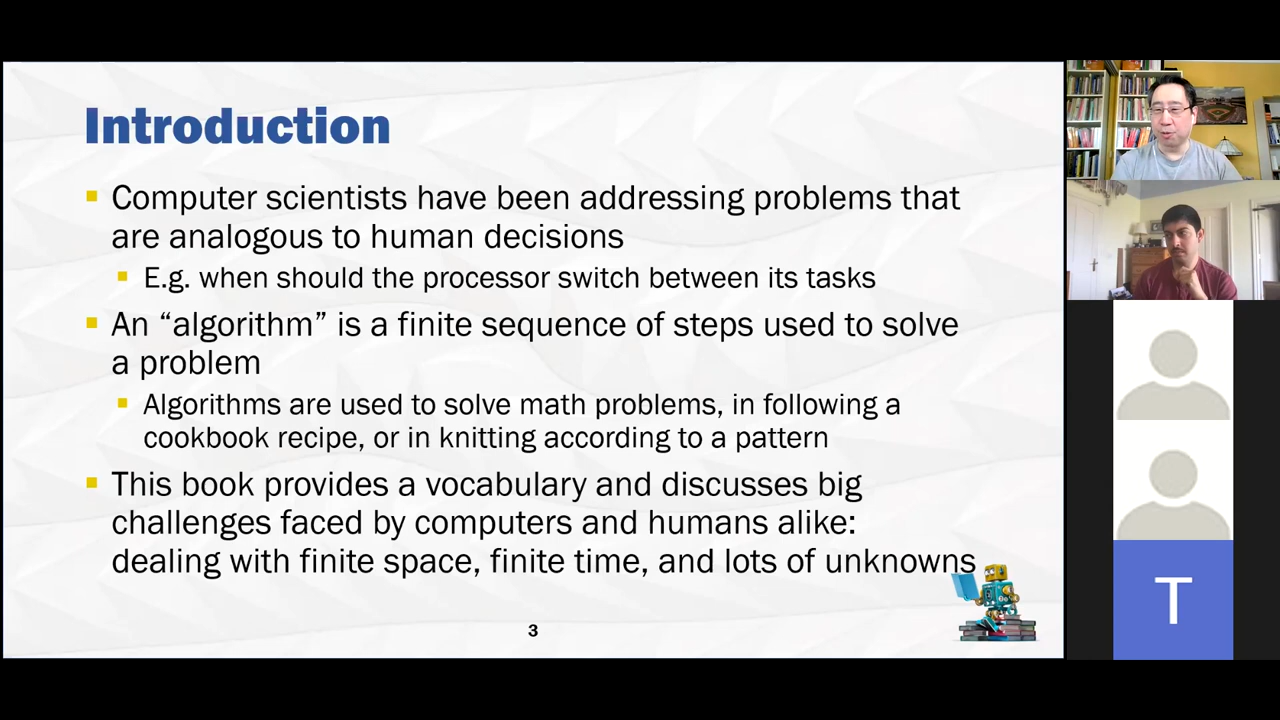 Introduction
Computer scientists have been addressing problems that
are analogous to human decisions
E.g. when should the processor switch between its tasks
An “algorithm” is a finite sequence of steps used to solve
a problem
Algorithms are used to solve math problems, in following a
cookbook recipe, or in knitting according to a pattern
This book provides a vocabulary and discusses big
challenges faced by computers and humans alike:
dealing with finite space, finite time, and lots of unknowns
3
T